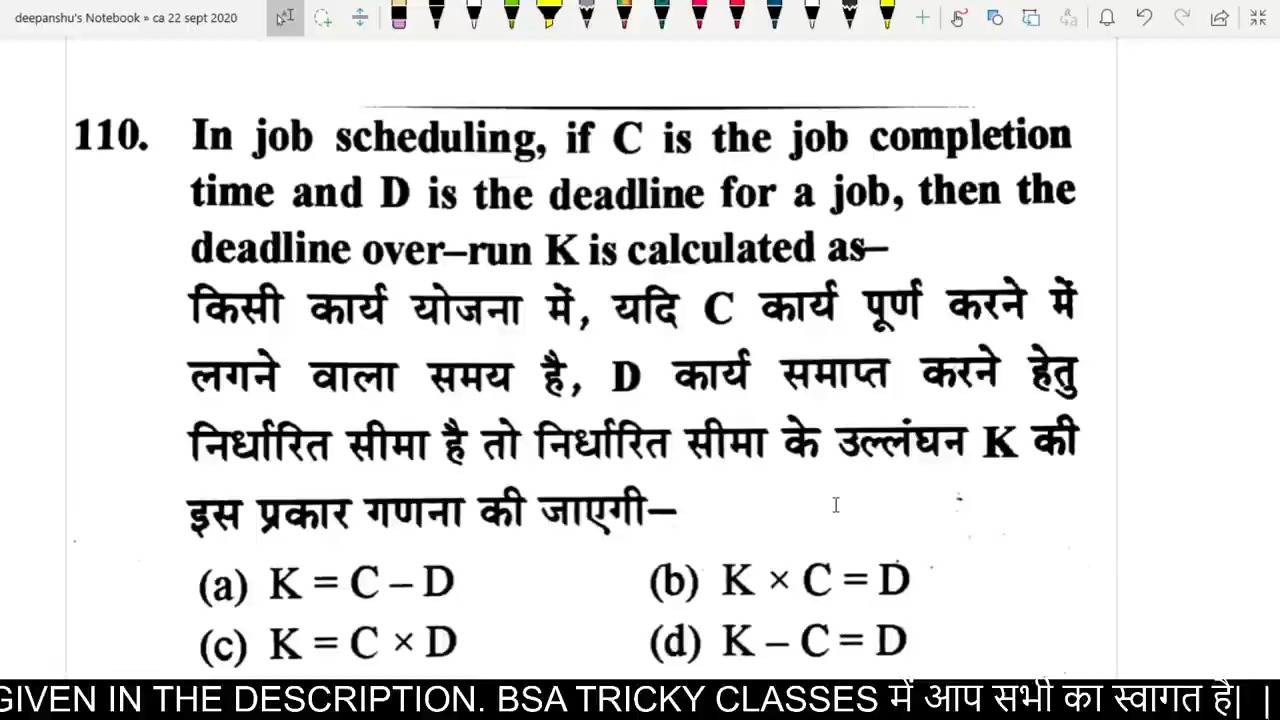 deepanshu's Notebook » ca 22 sept 2020
110. In job scheduling, if C is the job completion
time and D is the deadline for a job, then the
deadline over–run K is calculated as–
किसी कार्य योजना में, यदि C कार्य पूर्ण करने में
लगने वाला समय है, D कार्य समाप्त करने हेतु
निर्धारित सीमा है तो निर्धारित सीमा के उल्लंघन K की
इस प्रकार गणना की जाएगी–
(a) K = C – D (b) K × C = D
(c) K = C × D (d) K – C = D
GIVEN IN THE DESCRIPTION. BSA TRICKY CLASSES में आप सभी का स्वागत है| |